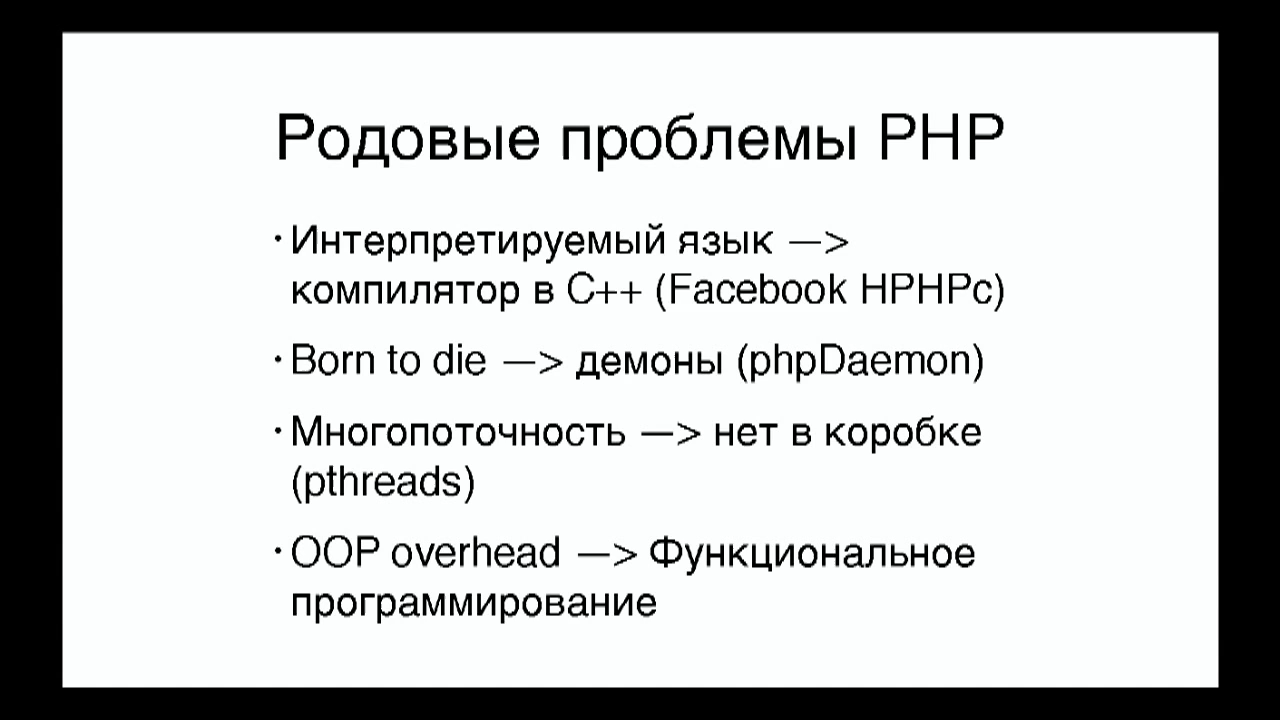 Родовые проблемы PHP
· Интерпретируемый язык —>
компилятор в C++ (Facebook HPHPc)
· Born to die —> демоны (phpDaemon)
· Многопоточность —> нет в коробке
(pthreads)
· OOP overhead —> Функциональное
программирование